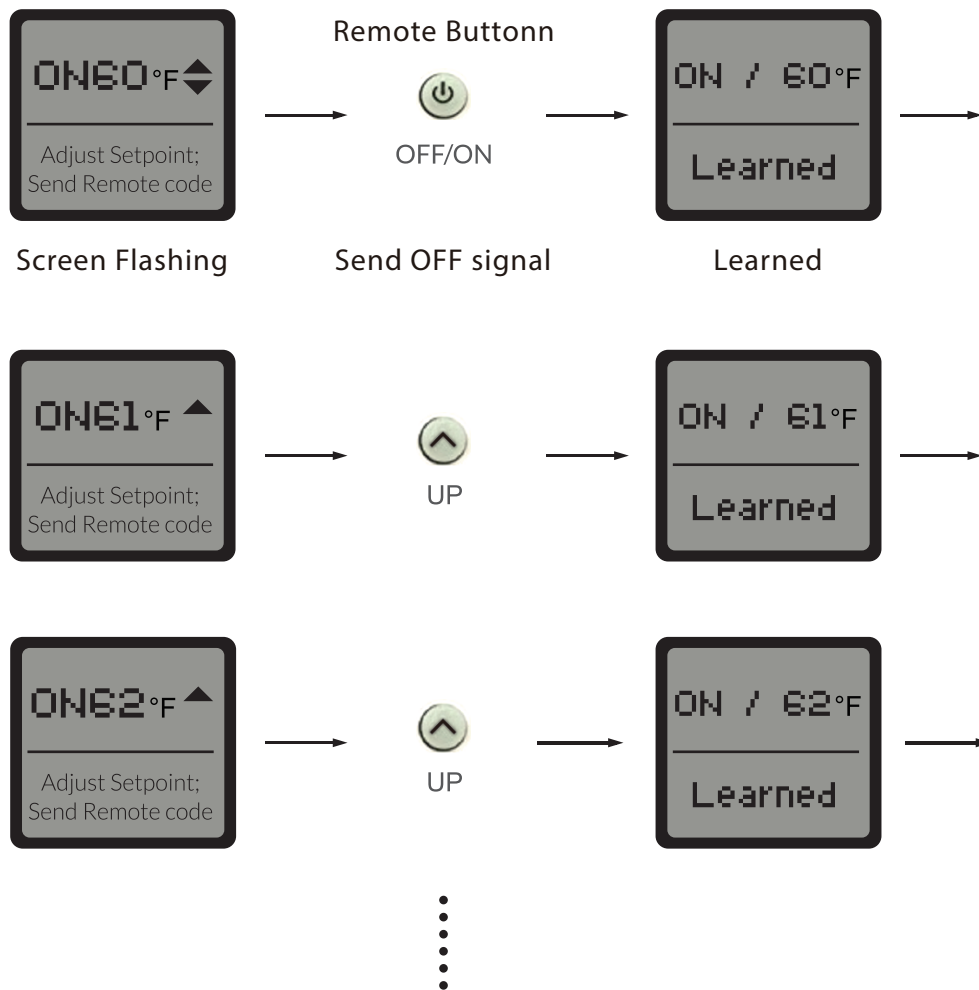 Remote Buttonn
ON60°F
Adjust Setpoint;
Send Remote code
OFF/ON
ON / 60°F
Learned
Screen Flashing
Send OFF signal
Learned
ON61°F
Adjust Setpoint;
Send Remote code
UP
ON / 61°F
Learned
ON62°F
Adjust Setpoint;
Send Remote code
UP
ON / 62°F
Learned